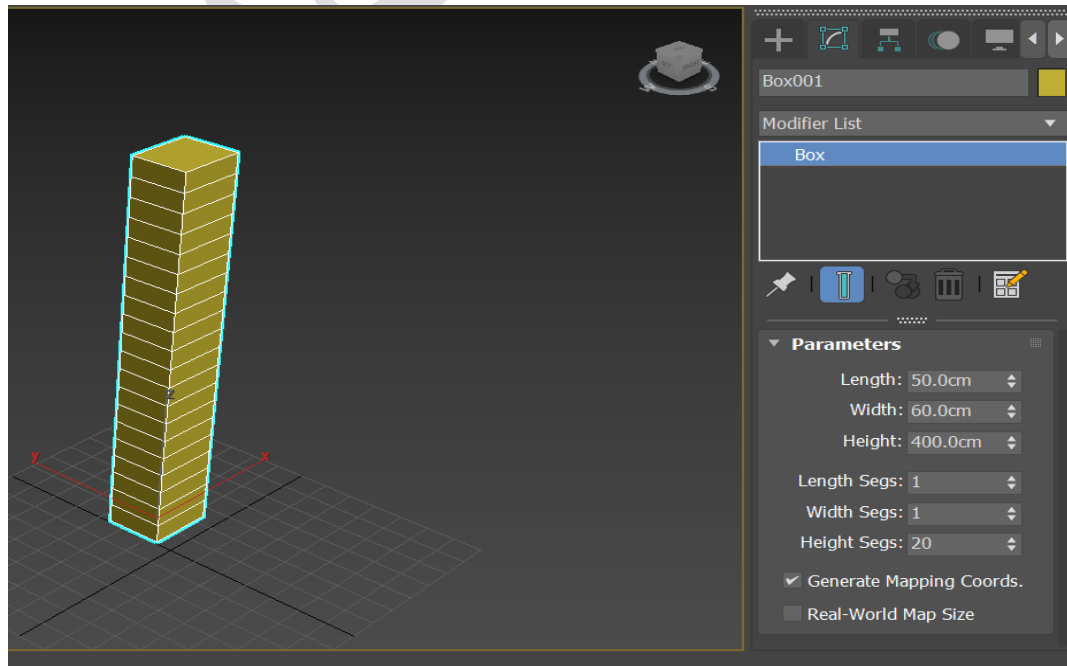 Box001
Modifier List
Box
Parameters
Length: 50.0cm
Width: 60.0cm
Height: 400.0cm
Length Segs: 1
Width Segs: 1
Height Segs: 20
Generate Mapping Coords.
Real-World Map Size
z
y
x